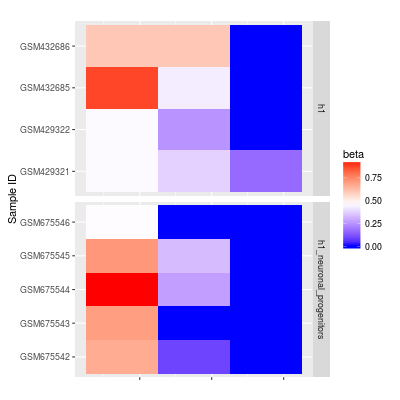 GSM432686
GSM432685
GSM429322
GSM429321
h1
GSM675546
GSM675545
GSM675544
GSM675543
GSM675542
h1_neuronal_progenitors
Sample ID
beta
0.75
0.50
0.25
0.00